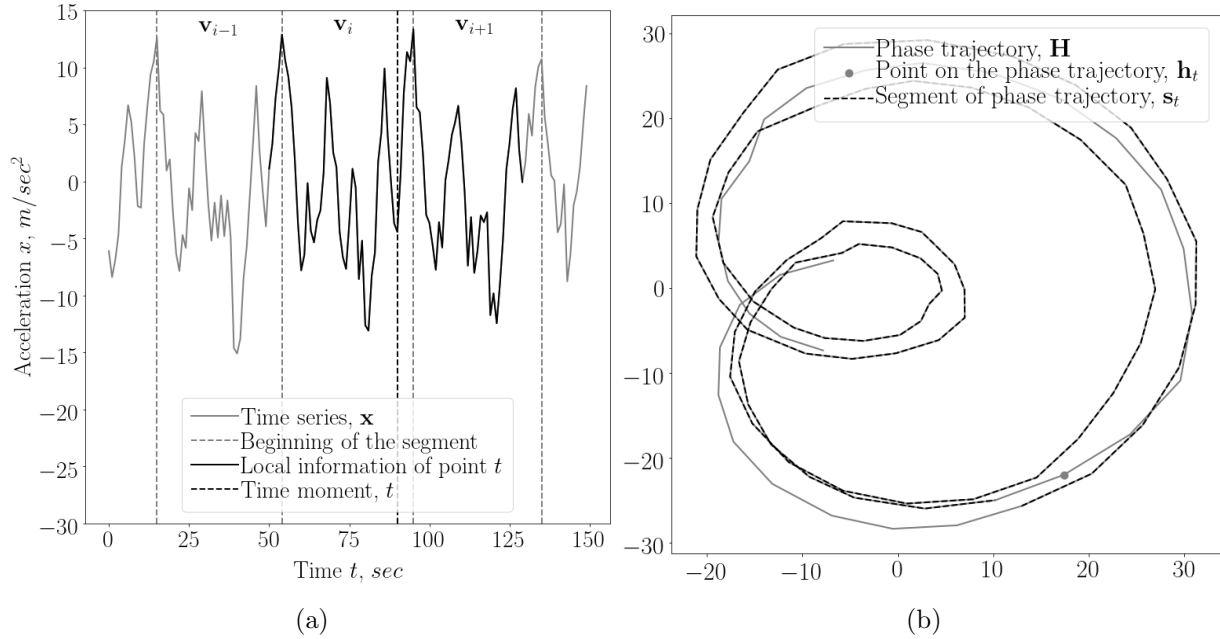 v_{i−1} v_i v_{i+1}
15
10
5
0
−5
−10
−15
−20
−25
−30
Acceleration x, m/sec²
Time series, x
Beginning of the segment
Local information of point t
Time moment, t
0 25 50 75 100 125 150
Time t, sec
(a)
30
20
10
0
−10
−20
−30
Phase trajectory, H
Point on the phase trajectory, h_t
Segment of phase trajectory, s_t
−20 −10 0 10 20 30
(b)